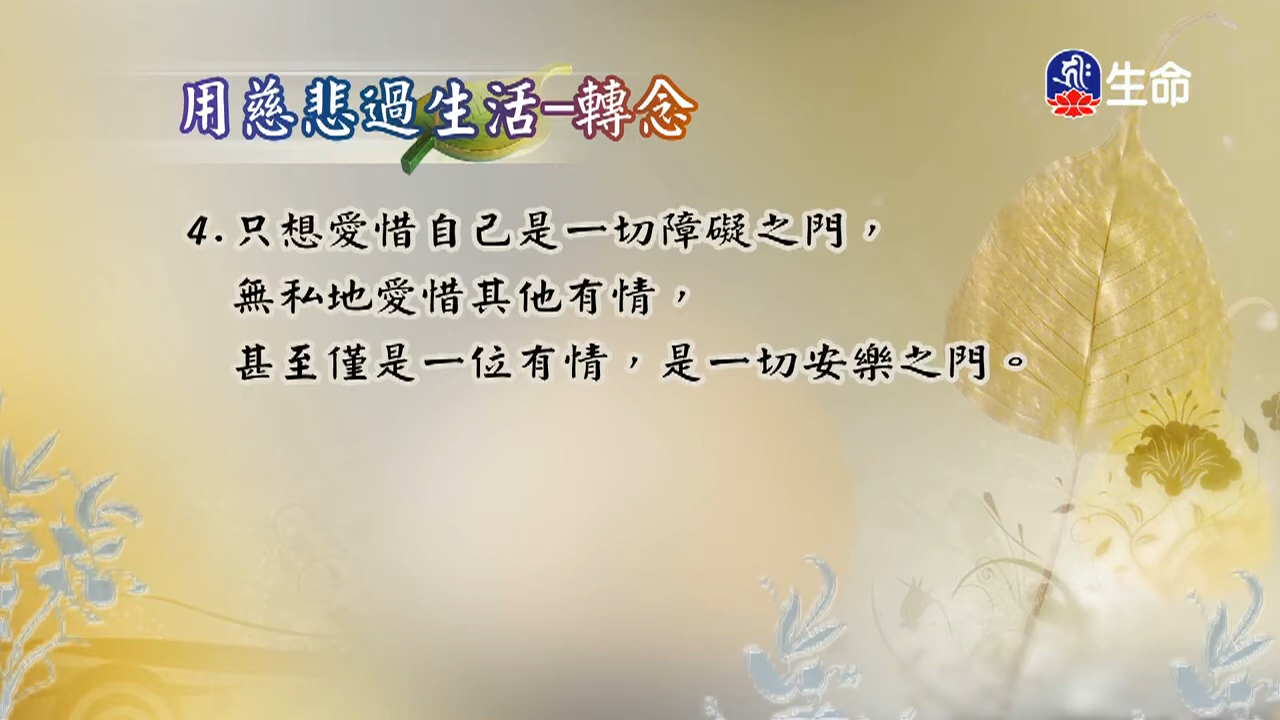 用慈悲過生活-轉念
生命
4.只想愛惜自己是一切障礙之門，
無私地愛惜其他有情，
甚至僅是一位有情，是一切安樂之門。